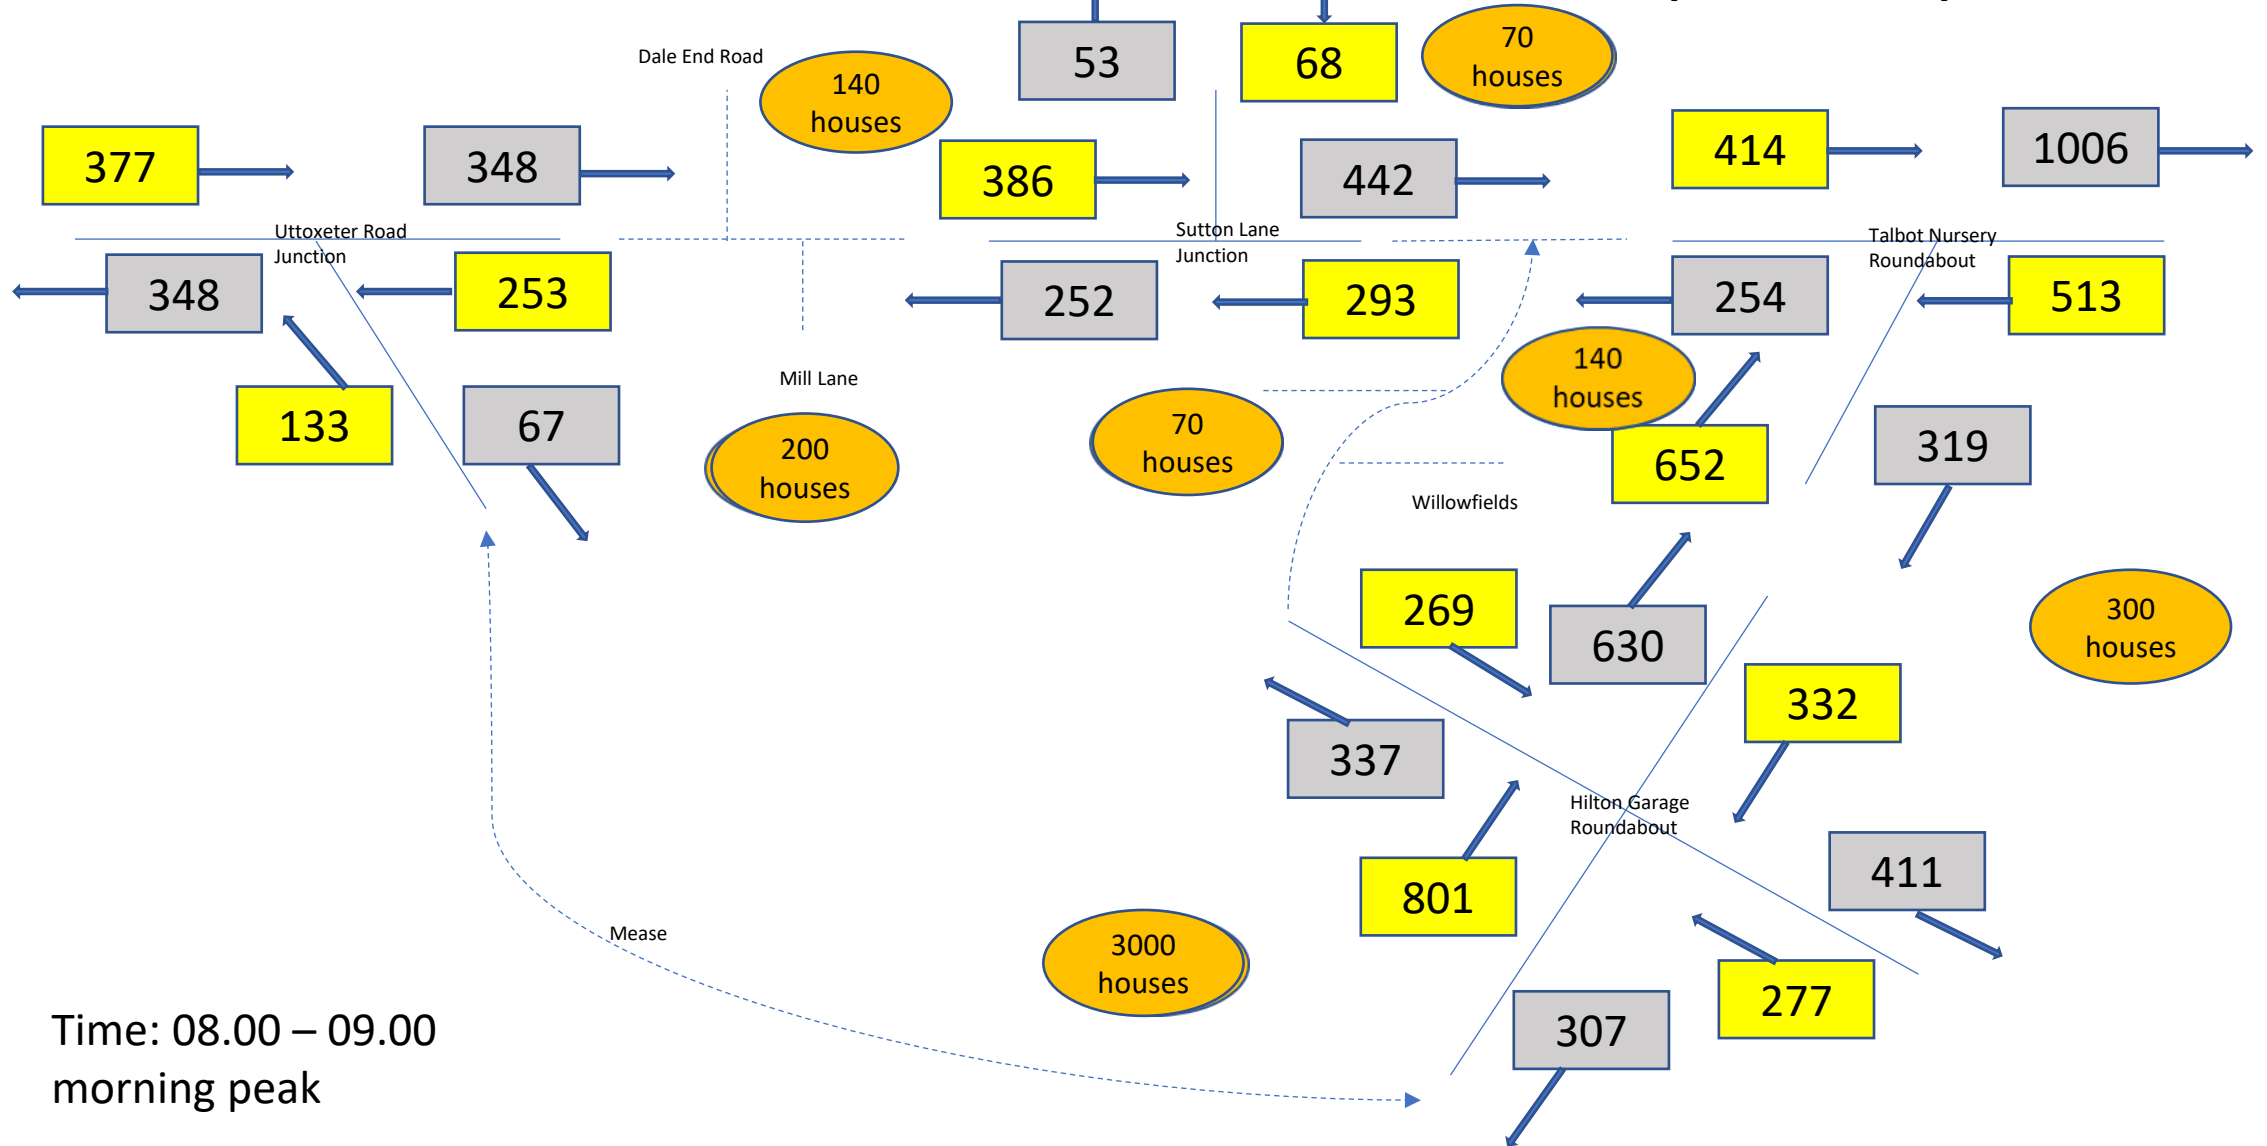 Dale End Road
53
68
70
houses
140
houses
377
348
386
442
414
1006
Uttoxeter Road
Junction
Sutton Lane
Junction
Talbot Nursery
Roundabout
348
253
252
293
254
513
Mill Lane
140
houses
133
67
200
houses
70
houses
652
319
Willowfields
269
630
300
houses
332
337
Hilton Garage
Roundabout
801
411
Mease
3000
houses
277
307
Time: 08.00 – 09.00
morning peak